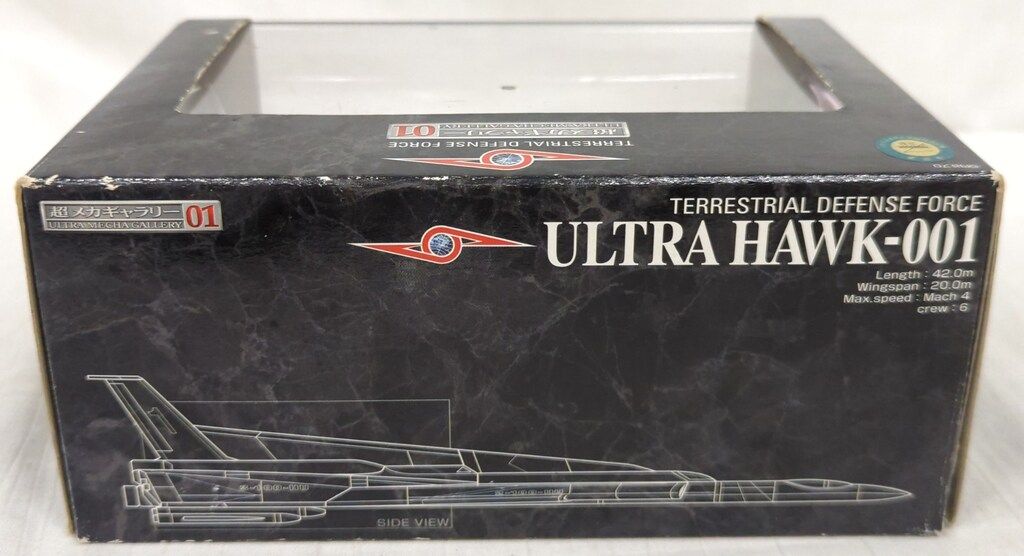 超メカギャラリー 01
ULTRA MECHA GALLERY
TERRESTRIAL DEFENSE FORCE
超メカギャラリー 01
ULTRA MECHA GALLERY
TERRESTRIAL DEFENSE FORCE
ULTRA HAWK-001
Length : 42.0m
Wingspan : 20.0m
Max.speed : Mach 4
crew : 6
SIDE VIEW